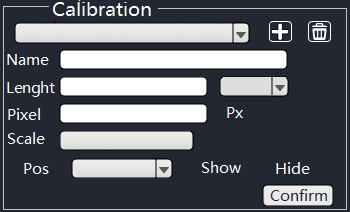 Calibration
Name
Lenght
Pixel Px
Scale
Pos Show Hide
Confirm